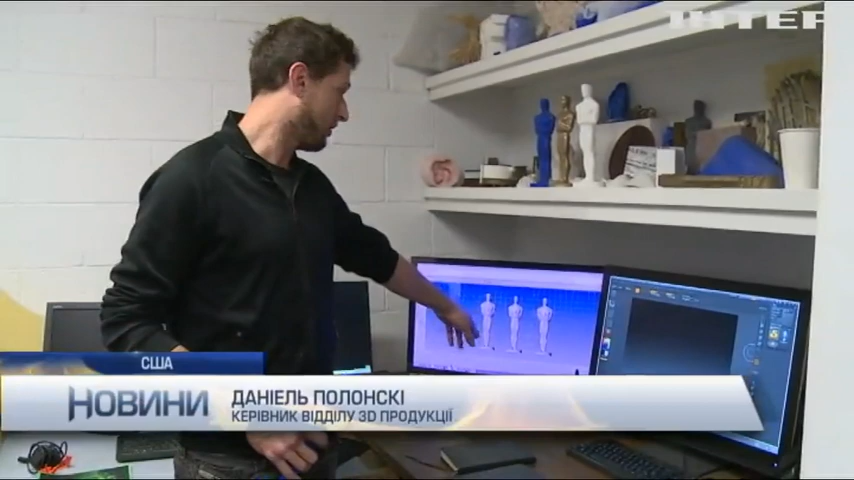 ІНТЕР
США
НОВИНИ
ДАНІЕЛЬ ПОЛОНСКІ
КЕРІВНИК ВІДДІЛУ 3D ПРОДУКЦІЇ